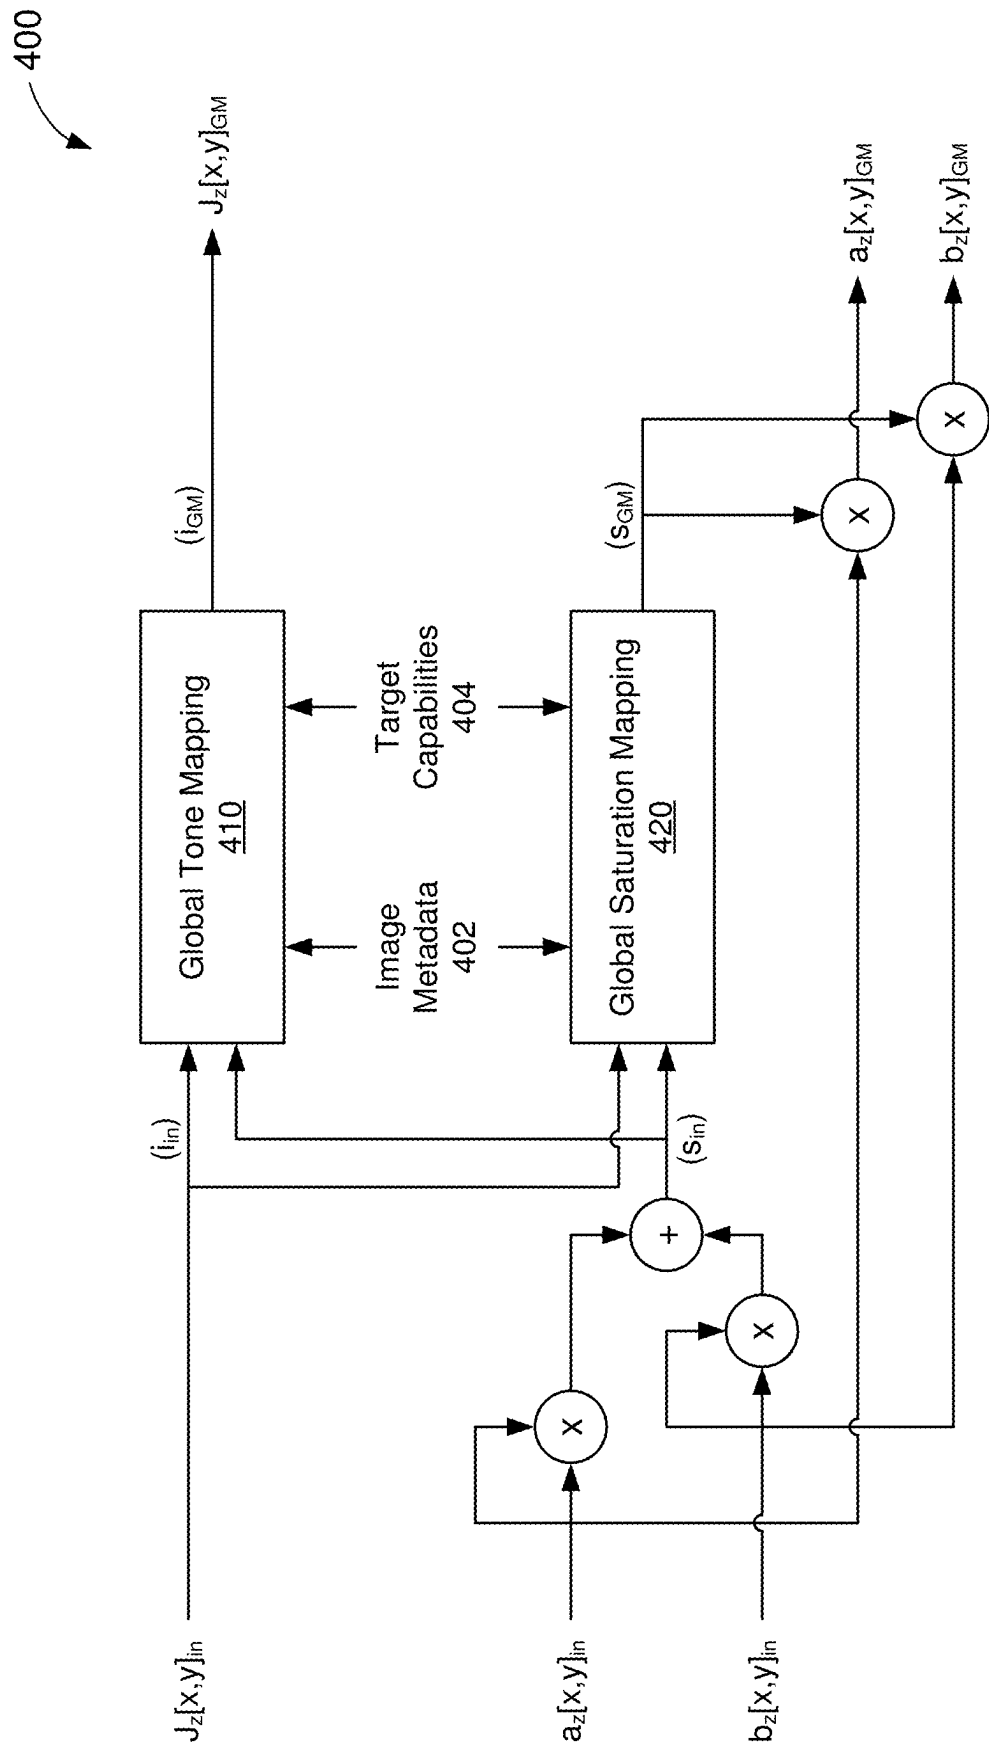 400
Jz[x,y]in
(iin)
Global Tone Mapping
410
(iGM)
Jz[x,y]GM
Image
Metadata
402
Target
Capabilities
404
az[x,y]in
bz[x,y]in
x
x
+
(sin)
Global Saturation Mapping
420
(sGM)
x
x
az[x,y]GM
bz[x,y]GM